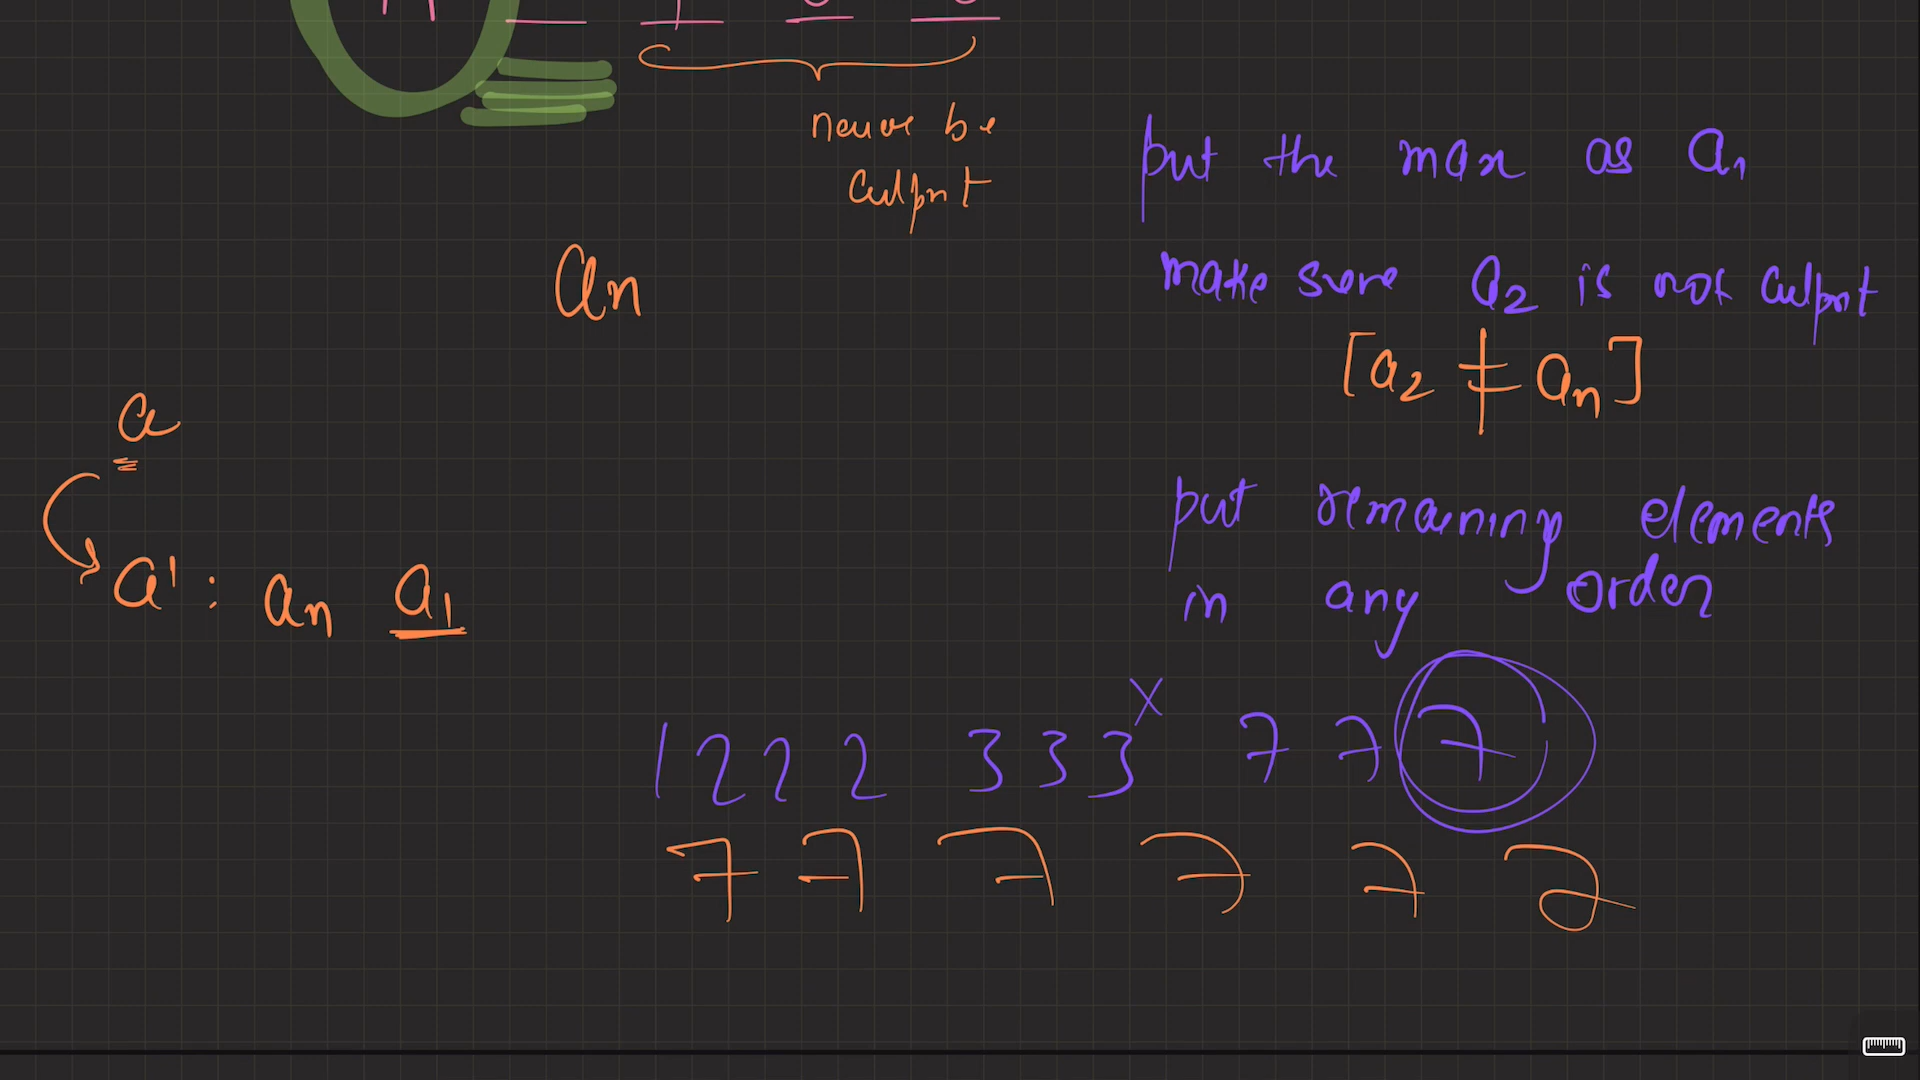 never be
culprit
put the max as a1
make sure a2 is not culprit
an
[a2 ≠ an]
a
put remaining elements
in any order
a' : an a1
1 2 2 2 3 3 3 x 7 7 7
7 7 7 7 7 2